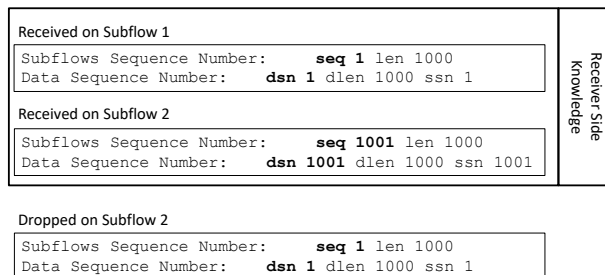 Received on Subflow 1
Subflows Sequence Number: seq 1 len 1000
Data Sequence Number: dsn 1 dlen 1000 ssn 1
Received on Subflow 2
Subflows Sequence Number: seq 1001 len 1000
Data Sequence Number: dsn 1001 dlen 1000 ssn 1001
Receiver Side
Knowledge
Dropped on Subflow 2
Subflows Sequence Number: seq 1 len 1000
Data Sequence Number: dsn 1 dlen 1000 ssn 1